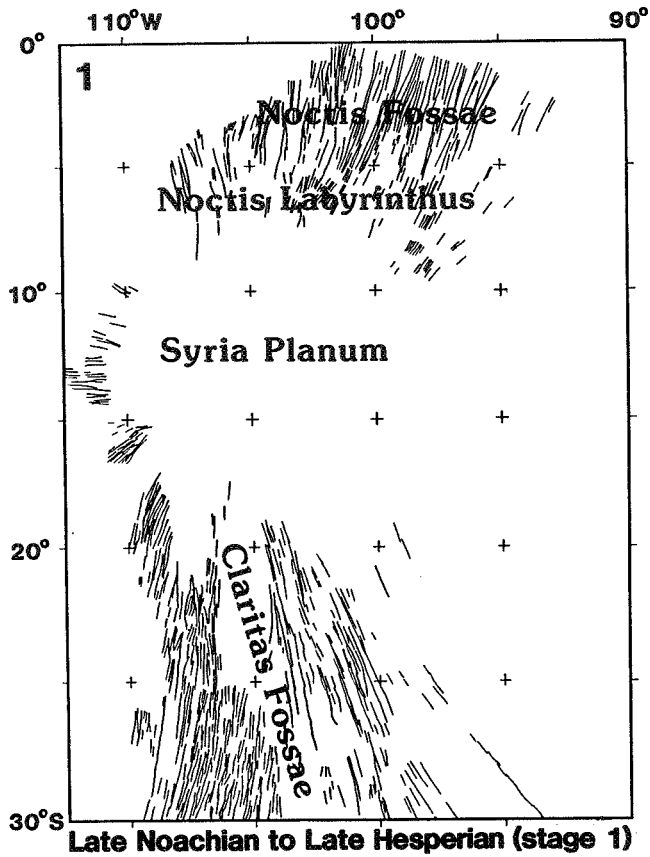 110°W 100° 90°
0°
1
Noctis Fossae
Noctis Labyrinthus
10°
Syria Planum
20°
Claritas Fossae
30°S
Late Noachian to Late Hesperian (stage 1)